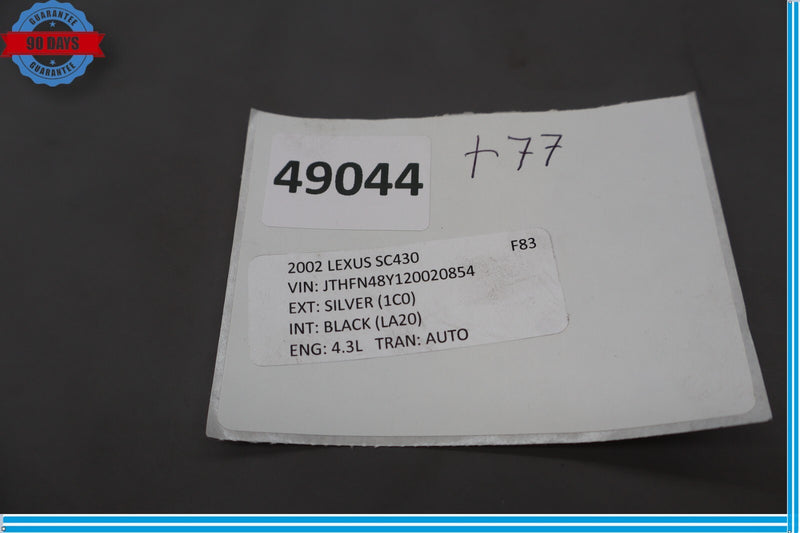 GUARANTEE
90 DAYS
GUARANTEE
49044
+77
2002 LEXUS SC430 F83
VIN: JTHFN48Y120020854
EXT: SILVER (1C0)
INT: BLACK (LA20)
ENG: 4.3L TRAN: AUTO